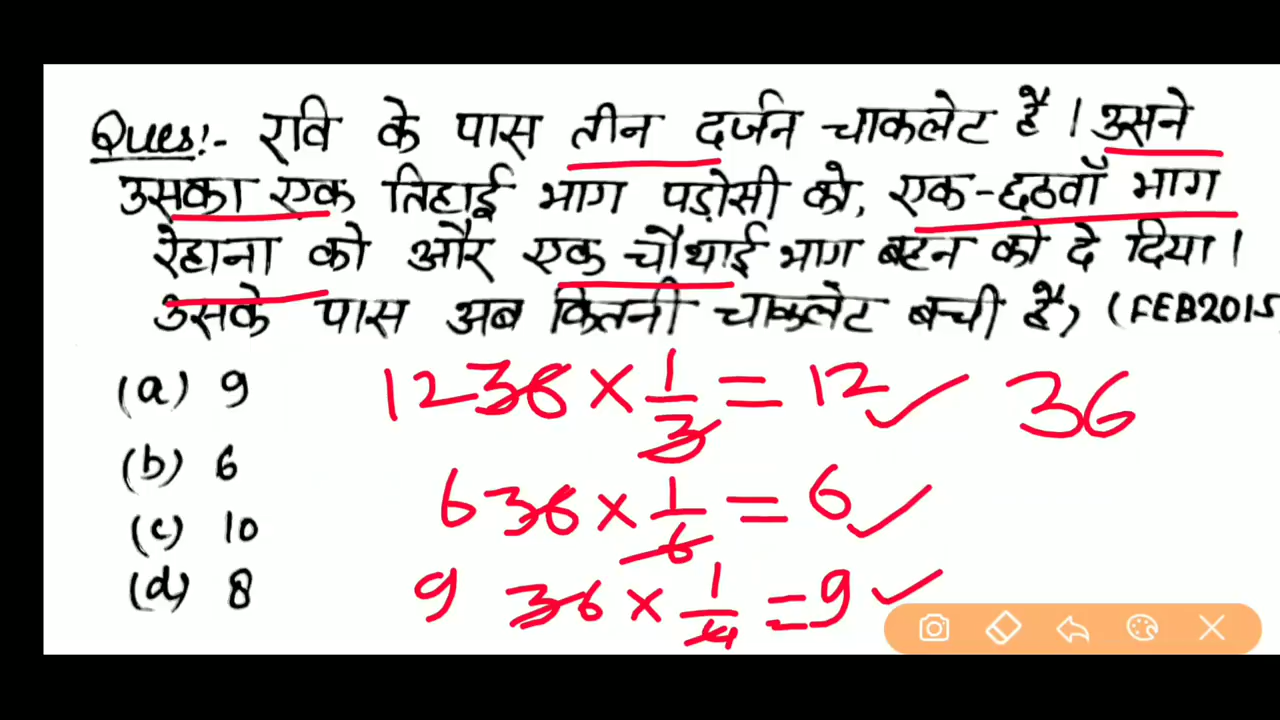 Ques:- रवि के पास तीन दर्जन चाकलेट है । उसने
उसका एक तिहाई भाग पड़ोसी को, एक-छठवाँ भाग
रेहाना को और एक चौथाई भाग बहन को दे दिया।
उसके पास अब कितनी चाकलेट बची है, (FEB2015
(a) 9
12 36 × 1/3 = 12 ✓ 36
(b) 6
6 36 × 1/6 = 6 ✓
(c) 10
(d) 8
9 36 × 1/4 = 9 ✓